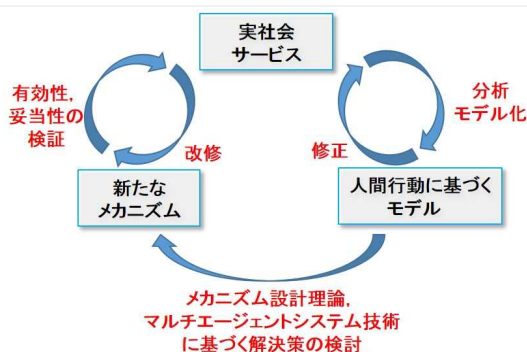 実社会
サービス
有効性,
妥当性の
検証
改修
修正
分析
モデル化
新たな
メカニズム
人間行動に基づく
モデル
メカニズム設計理論,
マルチエージェントシステム技術
に基づく解決策の検討